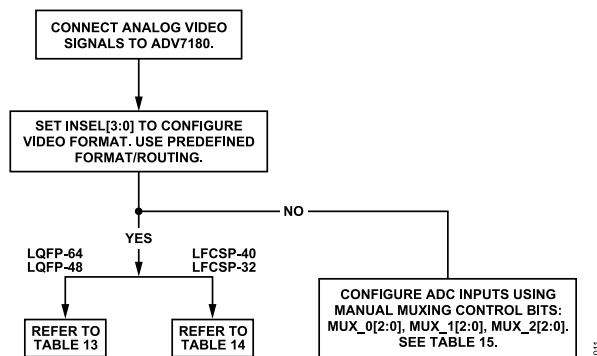 CONNECT ANALOG VIDEO
SIGNALS TO ADV7180.
SET INSEL[3:0] TO CONFIGURE
VIDEO FORMAT. USE PREDEFINED
FORMAT/ROUTING.
NO
YES
LQFP-64
LQFP-48
LFCSP-40
LFCSP-32
REFER TO
TABLE 13
REFER TO
TABLE 14
CONFIGURE ADC INPUTS USING
MANUAL MUXING CONTROL BITS:
MUX_0[2:0], MUX_1[2:0], MUX_2[2:0].
SEE TABLE 15.